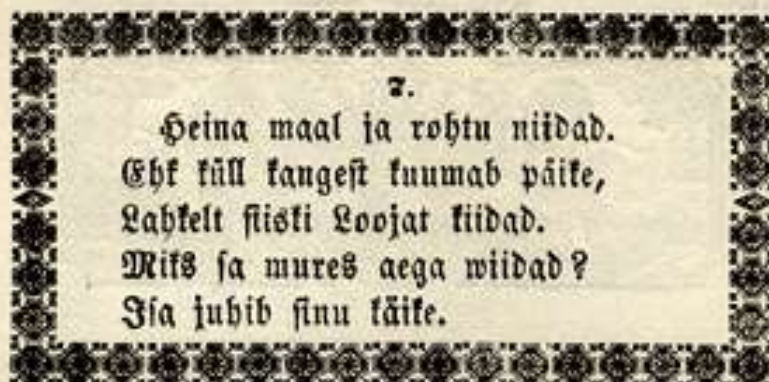 7.
Heina maal ja rohtu niidad.
Ehk küll kangest kuumab päike,
Lahkelt siiski Loojat kiidad.
Miks sa mures aega wiidad?
Isa juhib sinu käike.